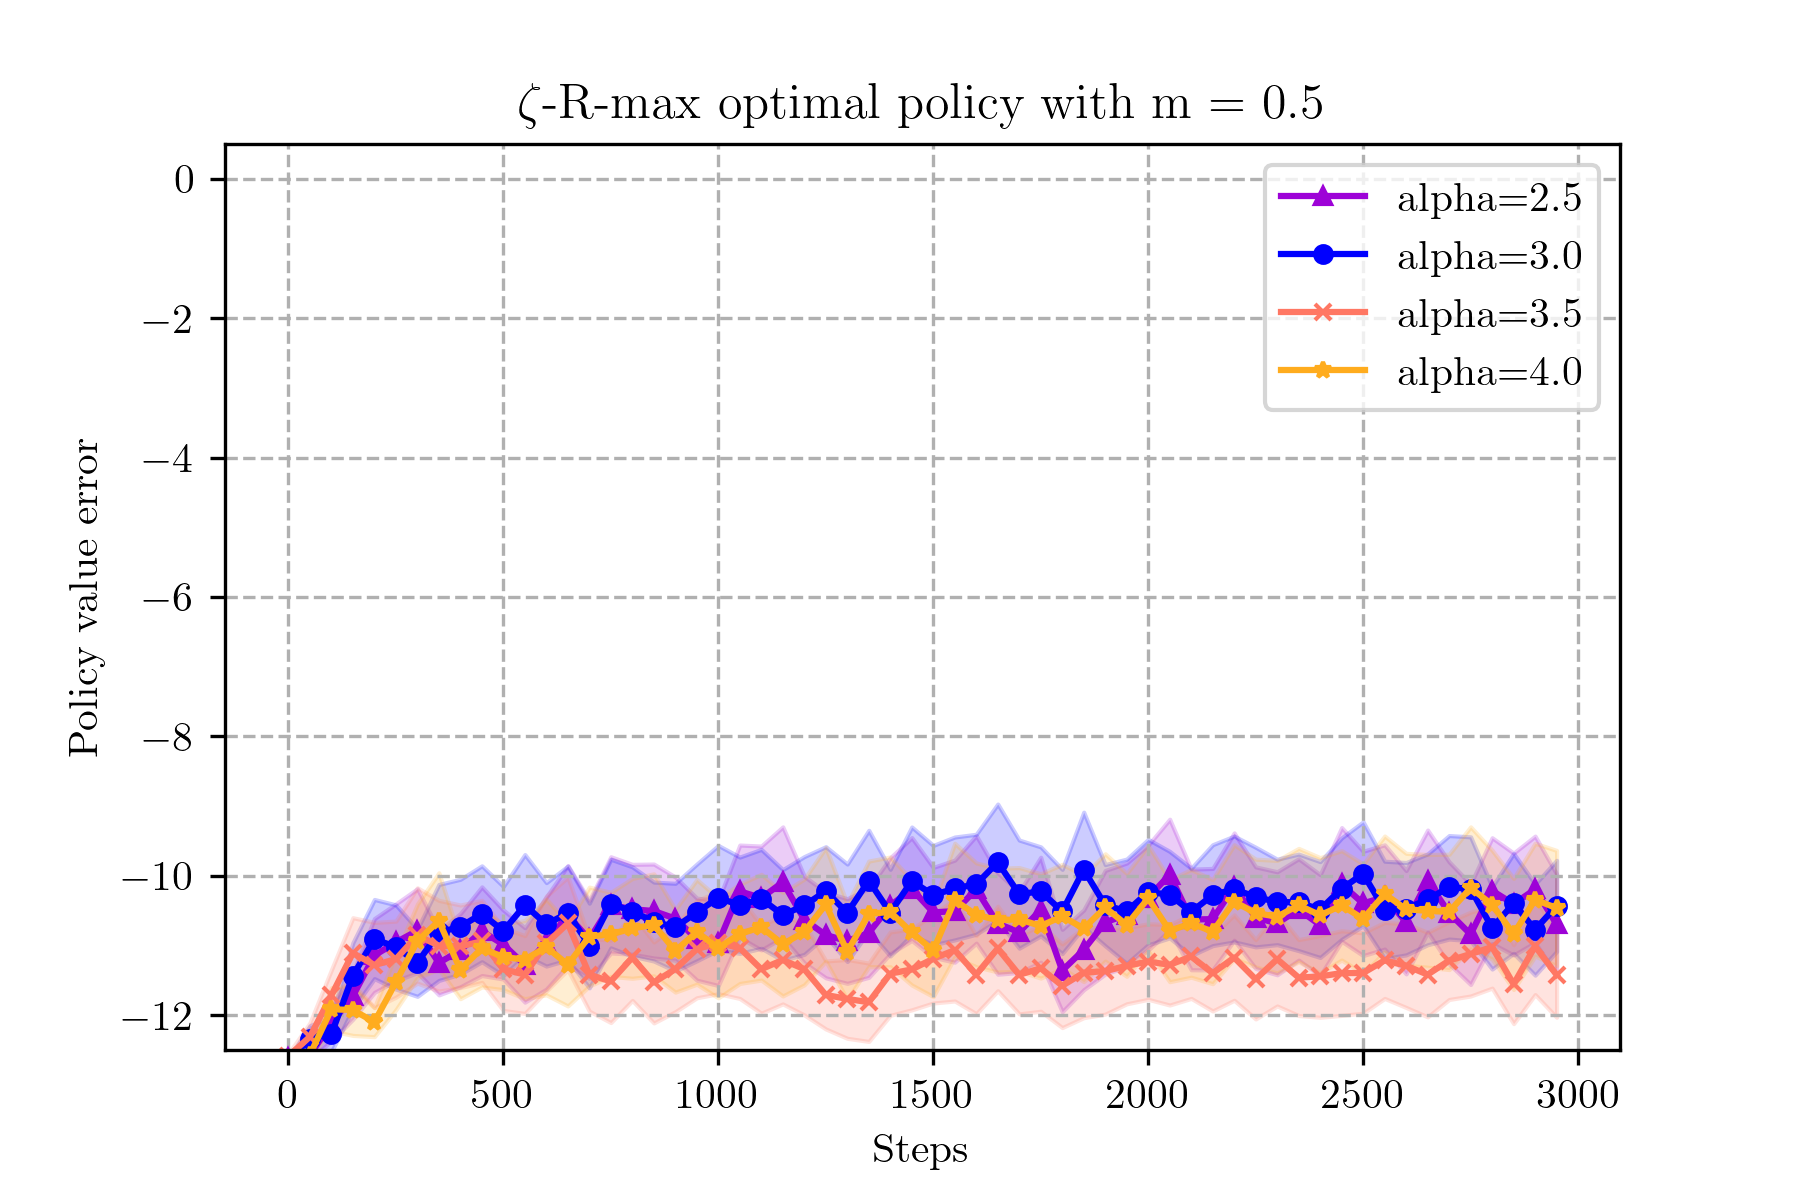 ζ-R-max optimal policy with m = 0.5
0
−2
−4
−6
−8
−10
−12
Policy value error
alpha=2.5
alpha=3.0
alpha=3.5
alpha=4.0
0 500 1000 1500 2000 2500 3000
Steps